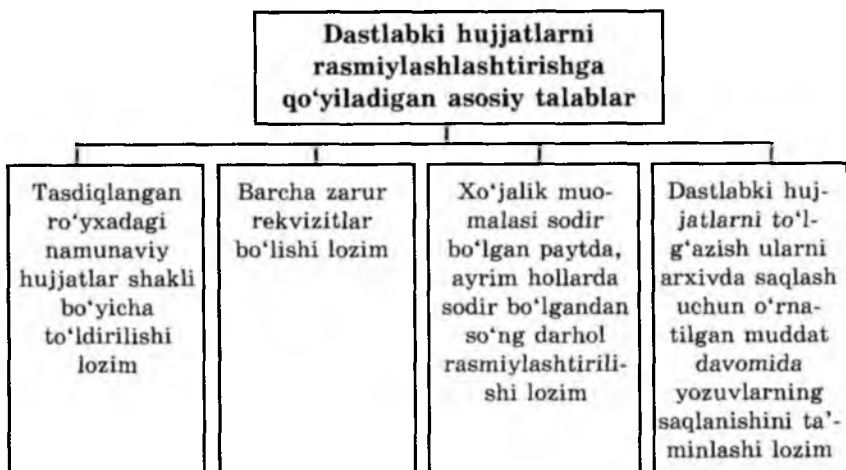 Dastlabki hujjatlarni
rasmiylashlashtirishga
qo‘yiladigan asosiy talablar
Tasdiqlangan
ro‘yxadagi
namunaviy
hujjatlar shakli
bo‘yicha
to‘ldirilishi
lozim
Barcha zarur
rekvizitlar
bo‘lishi lozim
Xo‘jalik muo-
malasi sodir
bo‘lgan paytda,
ayrim hollarda
sodir bo‘lgandan
so‘ng darhol
rasmiylashtirili-
shi lozim
Dastlabki huj-
jatlarni to‘l-
g‘azish ularni
arxivda saqlash
uchun o‘rna-
tilgan muddat
davomida
yozuvlarning
saqlanishini ta’-
minlashi lozim